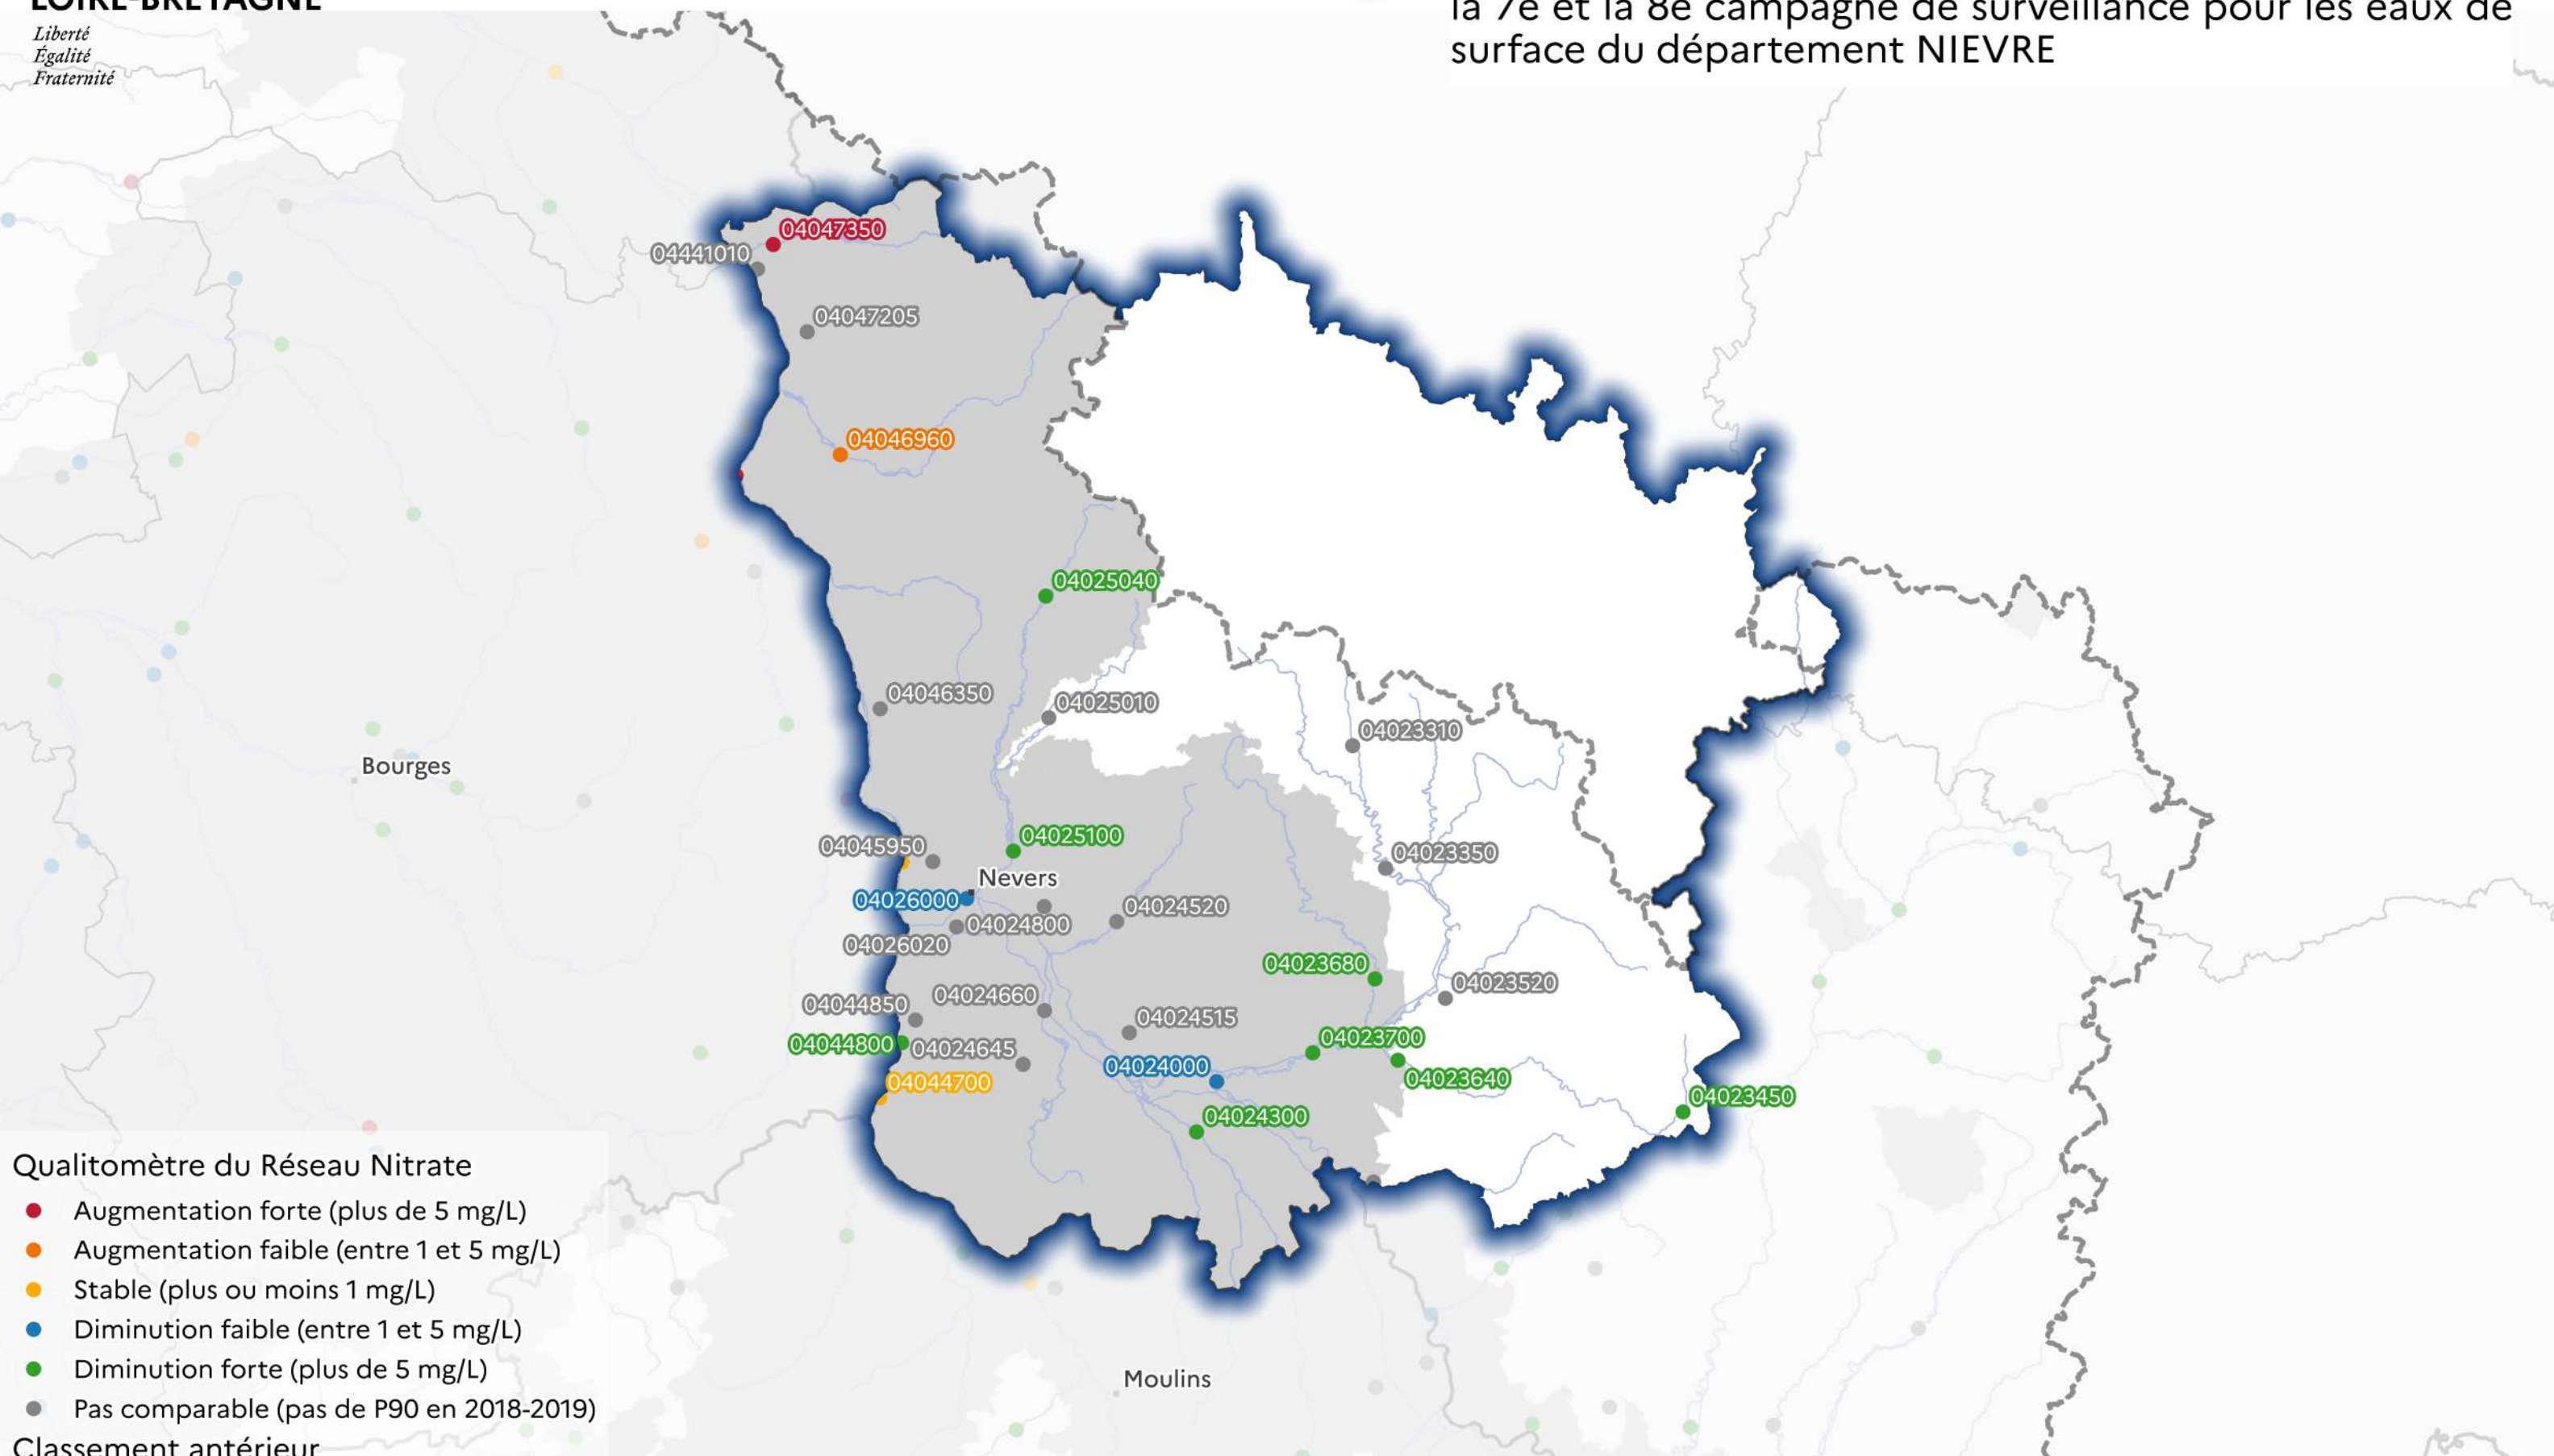 LOIRE-BRETAGNE
Liberté
Égalité
Fraternité
la 7e et la 8e campagne de surveillance pour les eaux de
surface du département NIEVRE
04047350
04441010
04047205
04046960
04025040
04046350
04025010
04023310
Bourges
04025100
04045950
04023350
Nevers
04026000
04024520
04024800
04026020
04023680
04023520
04024660
04044850
04024515
04023700
04044800
04024645
04024000
04023640
04044700
04023450
04024300
Qualitomètre du Réseau Nitrate
Augmentation forte (plus de 5 mg/L)
Augmentation faible (entre 1 et 5 mg/L)
Stable (plus ou moins 1 mg/L)
Diminution faible (entre 1 et 5 mg/L)
Diminution forte (plus de 5 mg/L)
Pas comparable (pas de P90 en 2018-2019)
Classement antérieur
Moulins